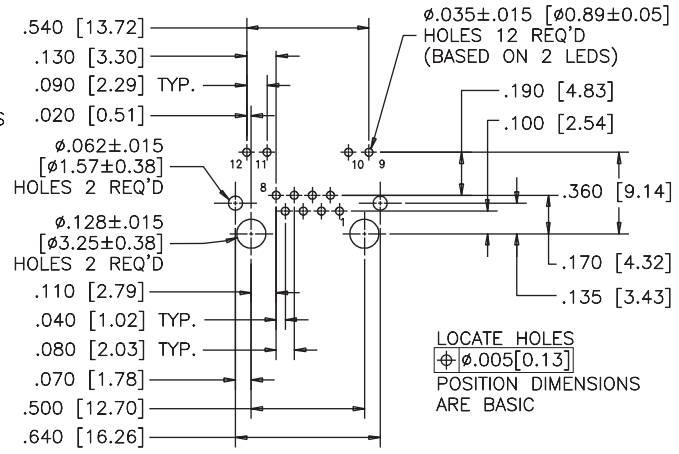 .540 [13.72]
.130 [3.30]
.090 [2.29] TYP.
S
.020 [0.51]
ø.062±.015
[ø1.57±0.38]
HOLES 2 REQ'D
ø.128±.015
[ø3.25±0.38]
HOLES 2 REQ'D
.110 [2.79]
.040 [1.02] TYP.
.080 [2.03] TYP.
.070 [1.78]
.500 [12.70]
.640 [16.26]
12 11
10 9
8
1
ø.035±.015 [ø0.89±0.05]
HOLES 12 REQ'D
(BASED ON 2 LEDS)
.190 [4.83]
.100 [2.54]
.360 [9.14]
.170 [4.32]
.135 [3.43]
LOCATE HOLES
⌖ ø.005[0.13]
POSITION DIMENSIONS
ARE BASIC